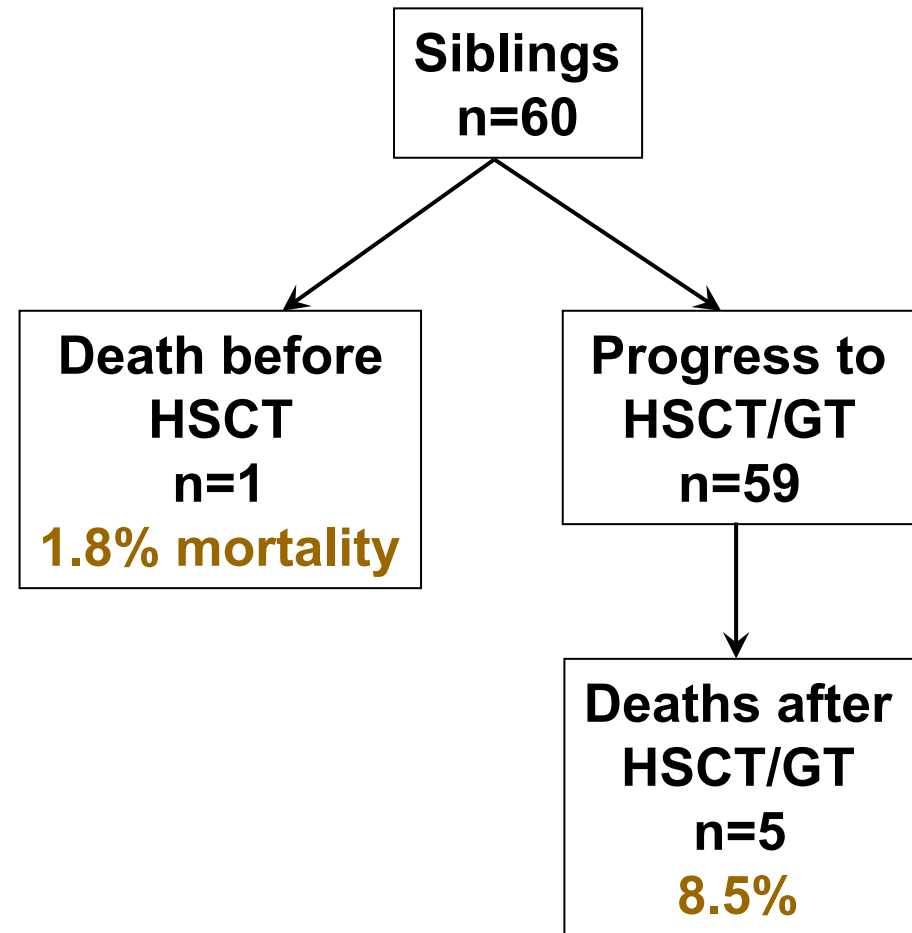 Siblings
n=60
Death before
HSCT
n=1
1.8% mortality
Progress to
HSCT/GT
n=59
Deaths after
HSCT/GT
n=5
8.5%